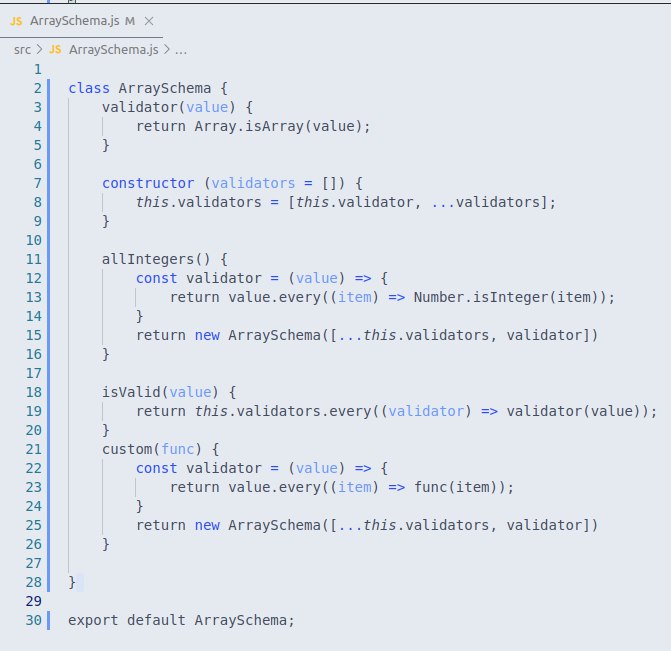 JS ArraySchema.js M ×
src > JS ArraySchema.js > ...
1
2 class ArraySchema {
3     validator(value) {
4         return Array.isArray(value);
5     }
6
7     constructor (validators = []) {
8         this.validators = [this.validator, ...validators];
9     }
10
11     allIntegers() {
12         const validator = (value) => {
13             return value.every((item) => Number.isInteger(item));
14         }
15         return new ArraySchema([...this.validators, validator])
16     }
17
18     isValid(value) {
19         return this.validators.every((validator) => validator(value));
20     }
21     custom(func) {
22         const validator = (value) => {
23             return value.every((item) => func(item));
24         }
25         return new ArraySchema([...this.validators, validator])
26     }
27
28 }
29
30 export default ArraySchema;